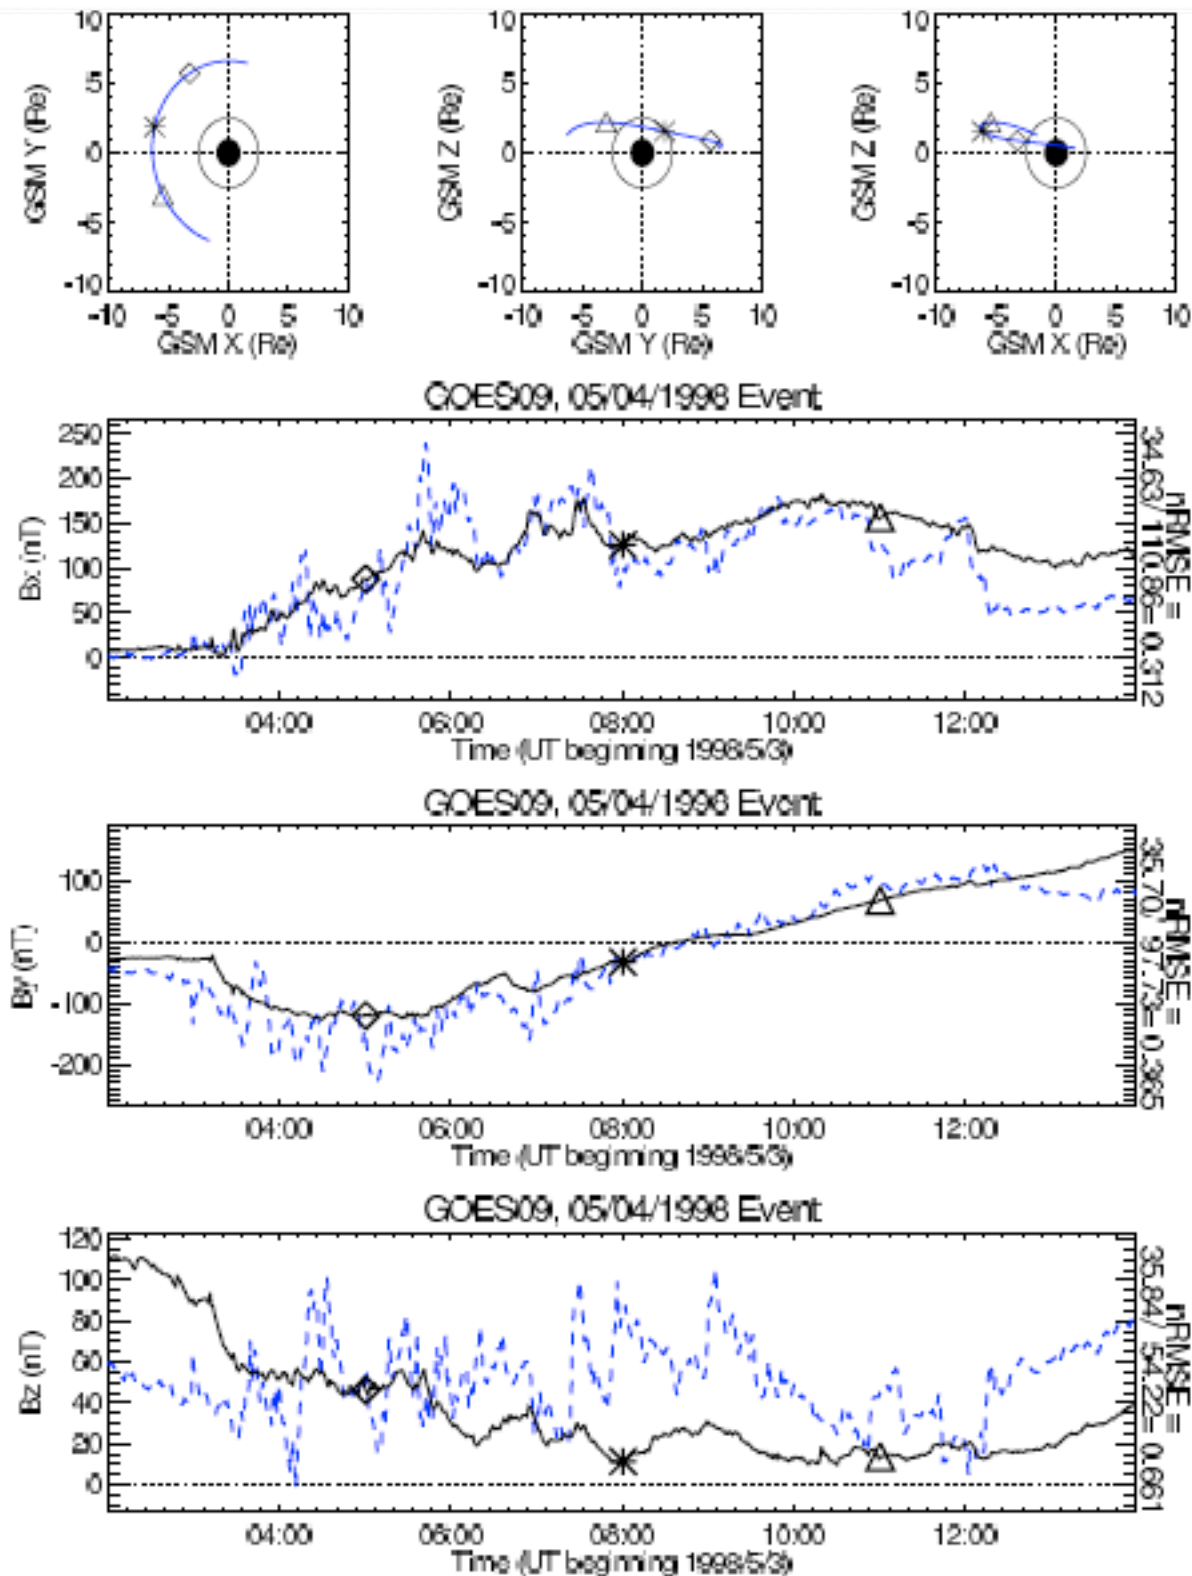 10
5
0
-5
-10
GSM Y (Re)
-10 -5 0 5 10
GSM X (Re)
10
5
0
-5
-10
GSM Z (Re)
-10 -5 0 5 10
GSM Y (Re)
10
5
0
-5
-10
GSM Z (Re)
-10 -5 0 5 10
GSM X (Re)
GOES09, 05/04/1998 Event
250
200
150
100
50
0
Bx (nT)
04:00 06:00 08:00 10:00 12:00
Time (UT beginning 1998/5/3)
nRMSE =
34.63/ 110.86= 0.312
GOES09, 05/04/1998 Event
100
0
-100
-200
By (nT)
04:00 06:00 08:00 10:00 12:00
Time (UT beginning 1998/5/3)
nRMSE =
35.70/ 97.73= 0.365
GOES09, 05/04/1998 Event
120
100
80
60
40
20
0
Bz (nT)
04:00 06:00 08:00 10:00 12:00
Time (UT beginning 1998/5/3)
nRMSE =
35.84/ 54.22= 0.661